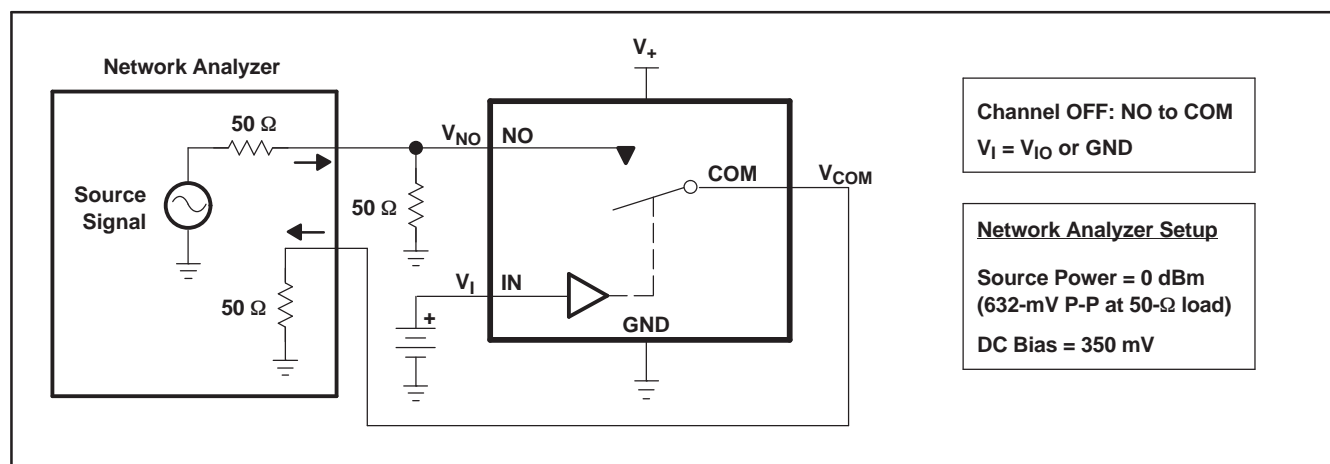 Network Analyzer
50 Ω
Source
Signal
50 Ω
V+
VNO NO
50 Ω
COM
VCOM
VI IN
+
GND
Channel OFF: NO to COM
VI = VIO or GND
Network Analyzer Setup
Source Power = 0 dBm
(632-mV P-P at 50-Ω load)
DC Bias = 350 mV